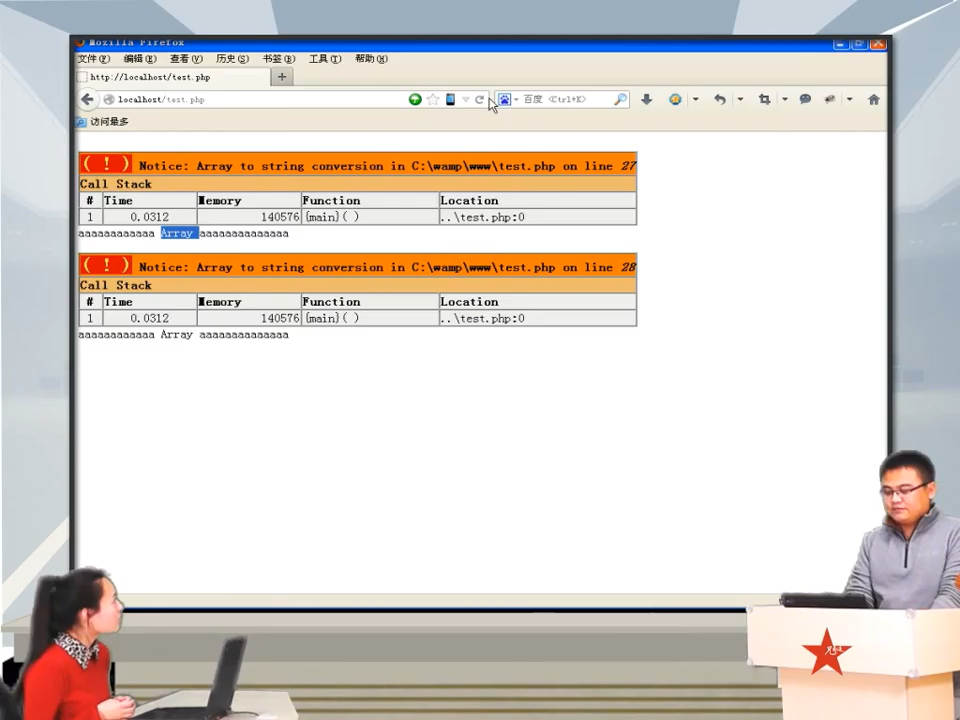 Mozilla Firefox
文件(F) 编辑(E) 查看(V) 历史(S) 书签(B) 工具(T) 帮助(H)
http://localhost/test.php
localhost/test.php 百度 <Ctrl+K>
访问最多
( ! ) Notice: Array to string conversion in C:\wamp\www\test.php on line 27
Call Stack
# Time Memory Function Location
1 0.0312 140576 {main}( ) ..\test.php:0
aaaaaaaaaaaa Array aaaaaaaaaaaaaa
( ! ) Notice: Array to string conversion in C:\wamp\www\test.php on line 28
Call Stack
# Time Memory Function Location
1 0.0312 140576 {main}( ) ..\test.php:0
aaaaaaaaaaaa Array aaaaaaaaaaaaaa